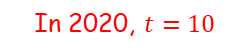 In 2020, t = 10